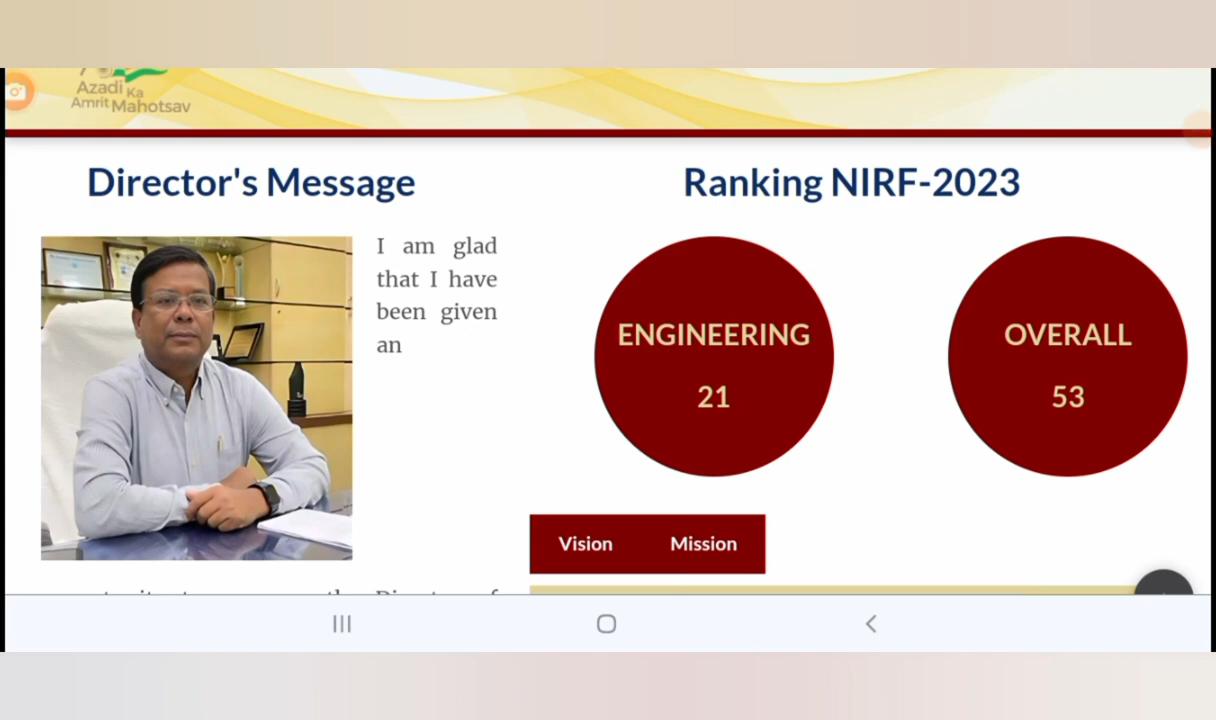 Azadi Ka
Amrit Mahotsav
Director's Message
Ranking NIRF-2023
I am glad
that I have
been given
an
ENGINEERING
21
OVERALL
53
Vision
Mission